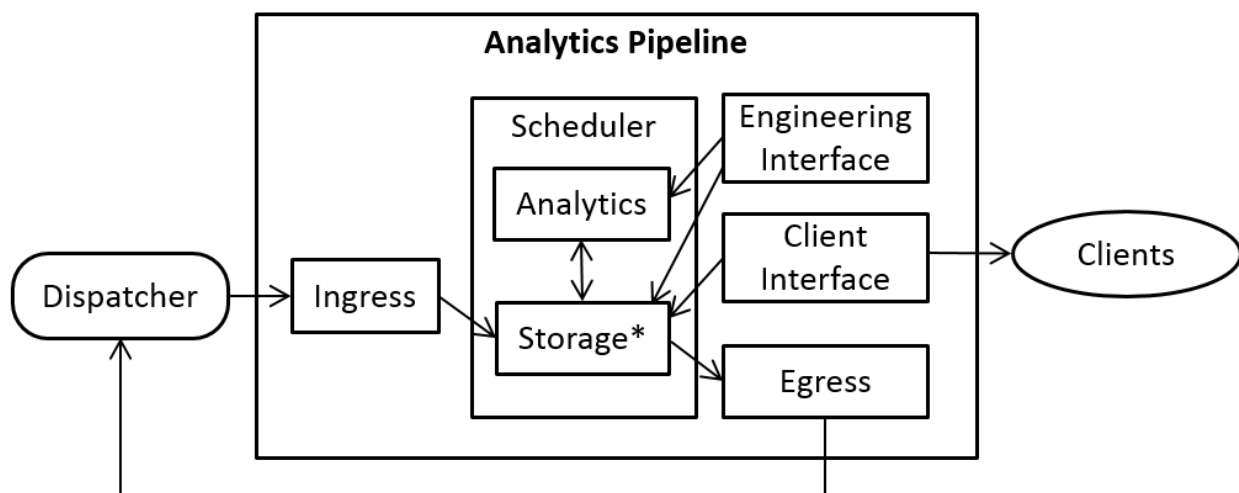 Analytics Pipeline
Scheduler
Engineering
Interface
Analytics
Client
Interface
Clients
Dispatcher
Ingress
Storage*
Egress